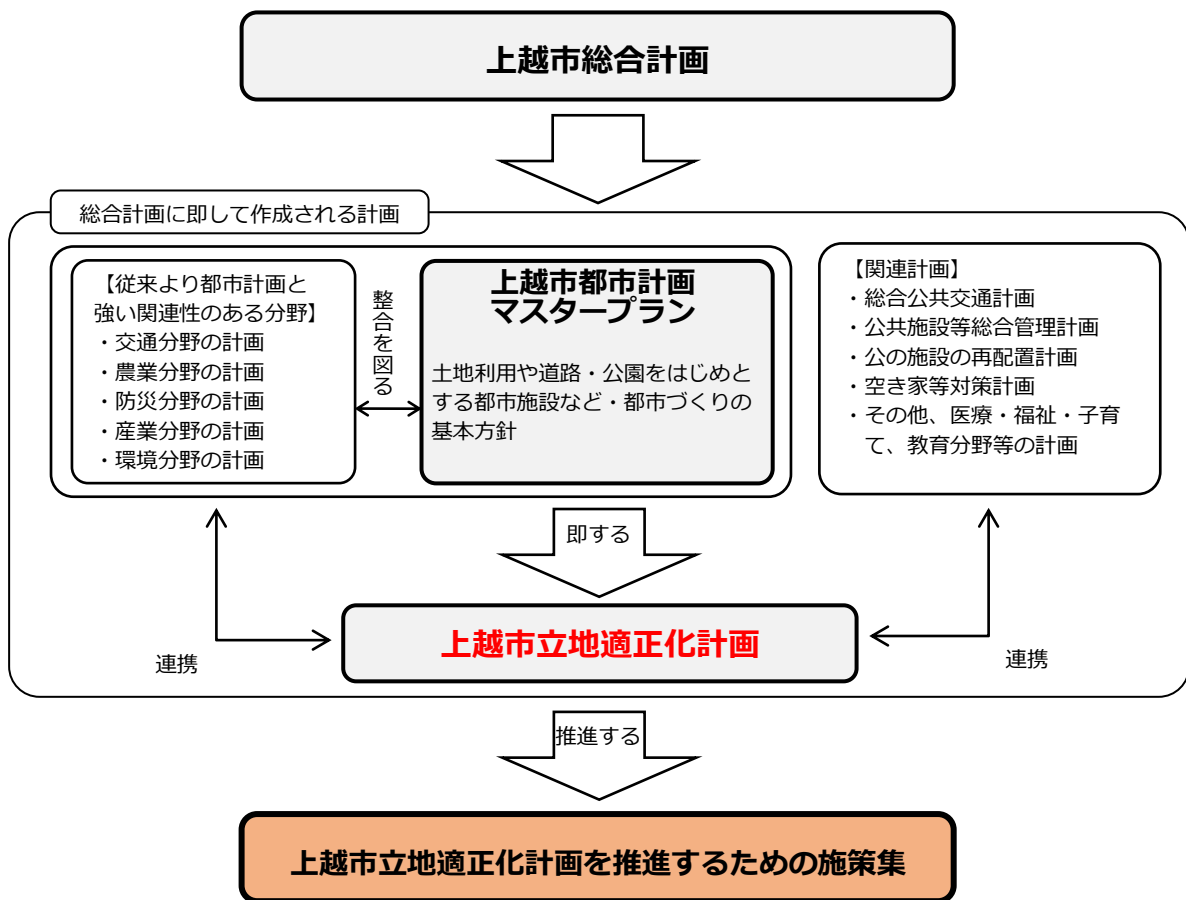 上越市総合計画
総合計画に即して作成される計画
【従来より都市計画と
強い関連性のある分野】
・交通分野の計画
・農業分野の計画
・防災分野の計画
・産業分野の計画
・環境分野の計画
整合を図る
上越市都市計画
マスタープラン
土地利用や道路・公園をはじめと
する都市施設など・都市づくりの
基本方針
【関連計画】
・総合公共交通計画
・公共施設等総合管理計画
・公の施設の再配置計画
・空き家等対策計画
・その他、医療・福祉・子育
て、教育分野等の計画
即する
上越市立地適正化計画
連携
連携
推進する
上越市立地適正化計画を推進するための施策集